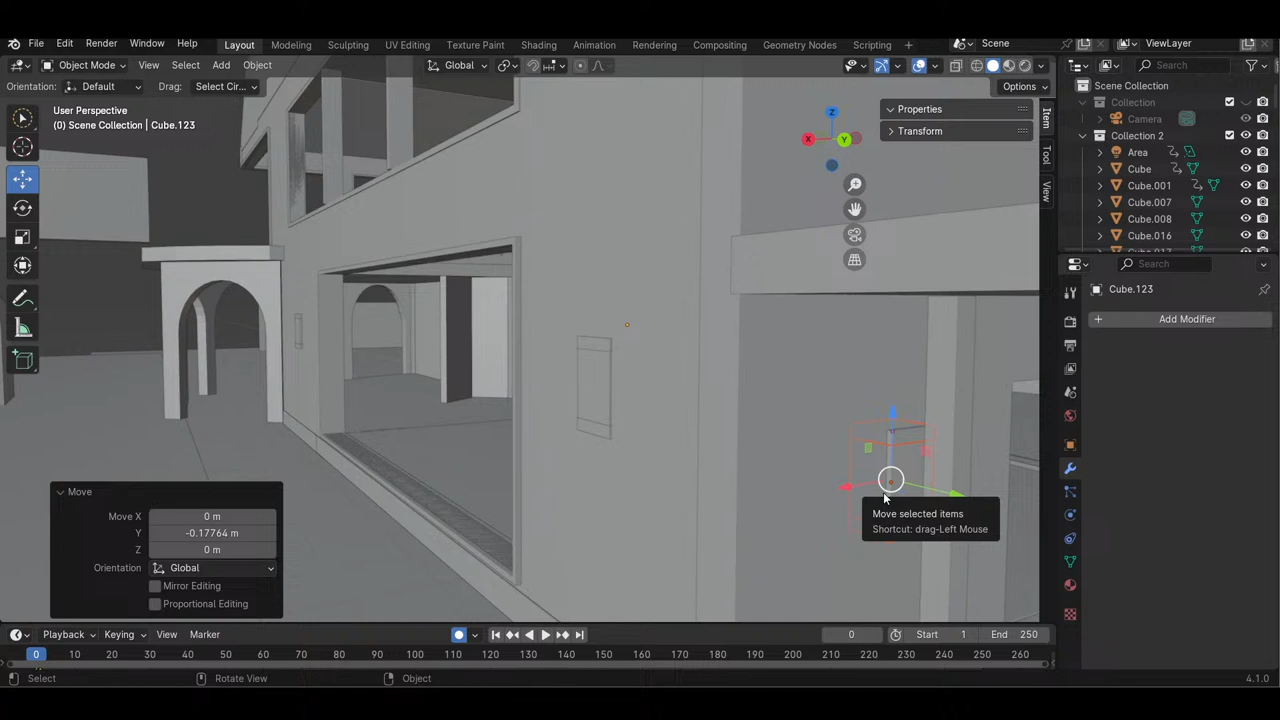 File Edit Render Window Help Layout Modeling Sculpting UV Editing Texture Paint Shading Animation Rendering Compositing Geometry Nodes Scripting + Scene ViewLayer
Object Mode View Select Add Object Global Search
Orientation: Default Drag: Select Cir... Options
User Perspective
(0) Scene Collection | Cube.123
Properties
Transform
Item
Tool
View
Z
X
Y
Scene Collection
Collection
Camera
Collection 2
Area
Cube
Cube.001
Cube.007
Cube.008
Cube.016
Search
Cube.123
Add Modifier
Move selected items
Shortcut: drag-Left Mouse
Move
Move X 0 m
Y -0.17764 m
Z 0 m
Orientation Global
Mirror Editing
Proportional Editing
Playback Keying View Marker 0 Start 1 End 250
0 10 20 30 40 50 60 70 80 90 100 110 120 130 140 150 160 170 180 190 200 210 220 230 240 250 260
Select Rotate View Object 4.1.0